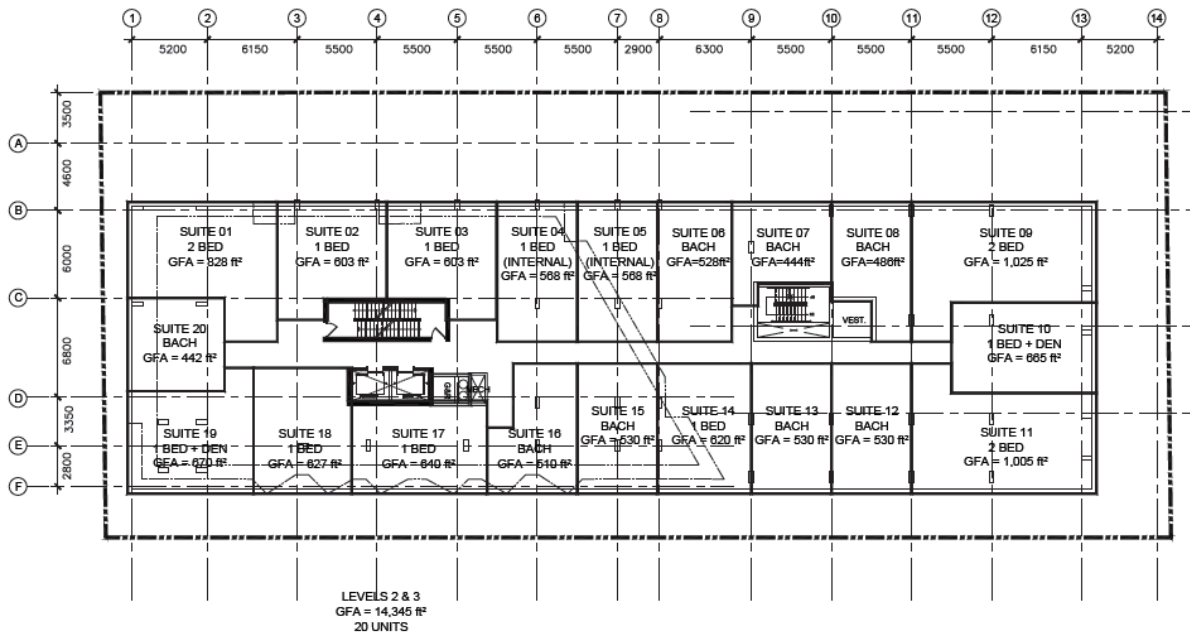 1 2 3 4 5 6 7 8 9 10 11 12 13 14
5200 6150 5500 5500 5500 5500 2900 6300 5500 5500 5500 6150 5200
A
B
C
D
E
F
3500
4600
6000
6800
3350
2800
SUITE 01
2 BED
GFA = 828 ft²
SUITE 02
1 BED
GFA = 603 ft²
SUITE 03
1 BED
GFA = 603 ft²
SUITE 04
1 BED
(INTERNAL)
GFA = 568 ft²
SUITE 05
1 BED
(INTERNAL)
GFA = 568 ft²
SUITE 06
BACH
GFA=528ft²
SUITE 07
BACH
GFA=444ft²
SUITE 08
BACH
GFA=486ft²
SUITE 09
2 BED
GFA = 1,025 ft²
SUITE 20
BACH
GFA = 442 ft²
VEST.
SUITE 10
1 BED + DEN
GFA = 665 ft²
G&R
MECH
SUITE 19
1 BED + DEN
GFA = 670 ft²
SUITE 18
1 BED
GFA = 627 ft²
SUITE 17
1 BED
GFA = 640 ft²
SUITE 16
BACH
GFA = 510 ft²
SUITE 15
BACH
GFA = 530 ft²
SUITE 14
1 BED
GFA = 620 ft²
SUITE 13
BACH
GFA = 530 ft²
SUITE 12
BACH
GFA = 530 ft²
SUITE 11
2 BED
GFA = 1,005 ft²
LEVELS 2 & 3
GFA = 14,345 ft²
20 UNITS